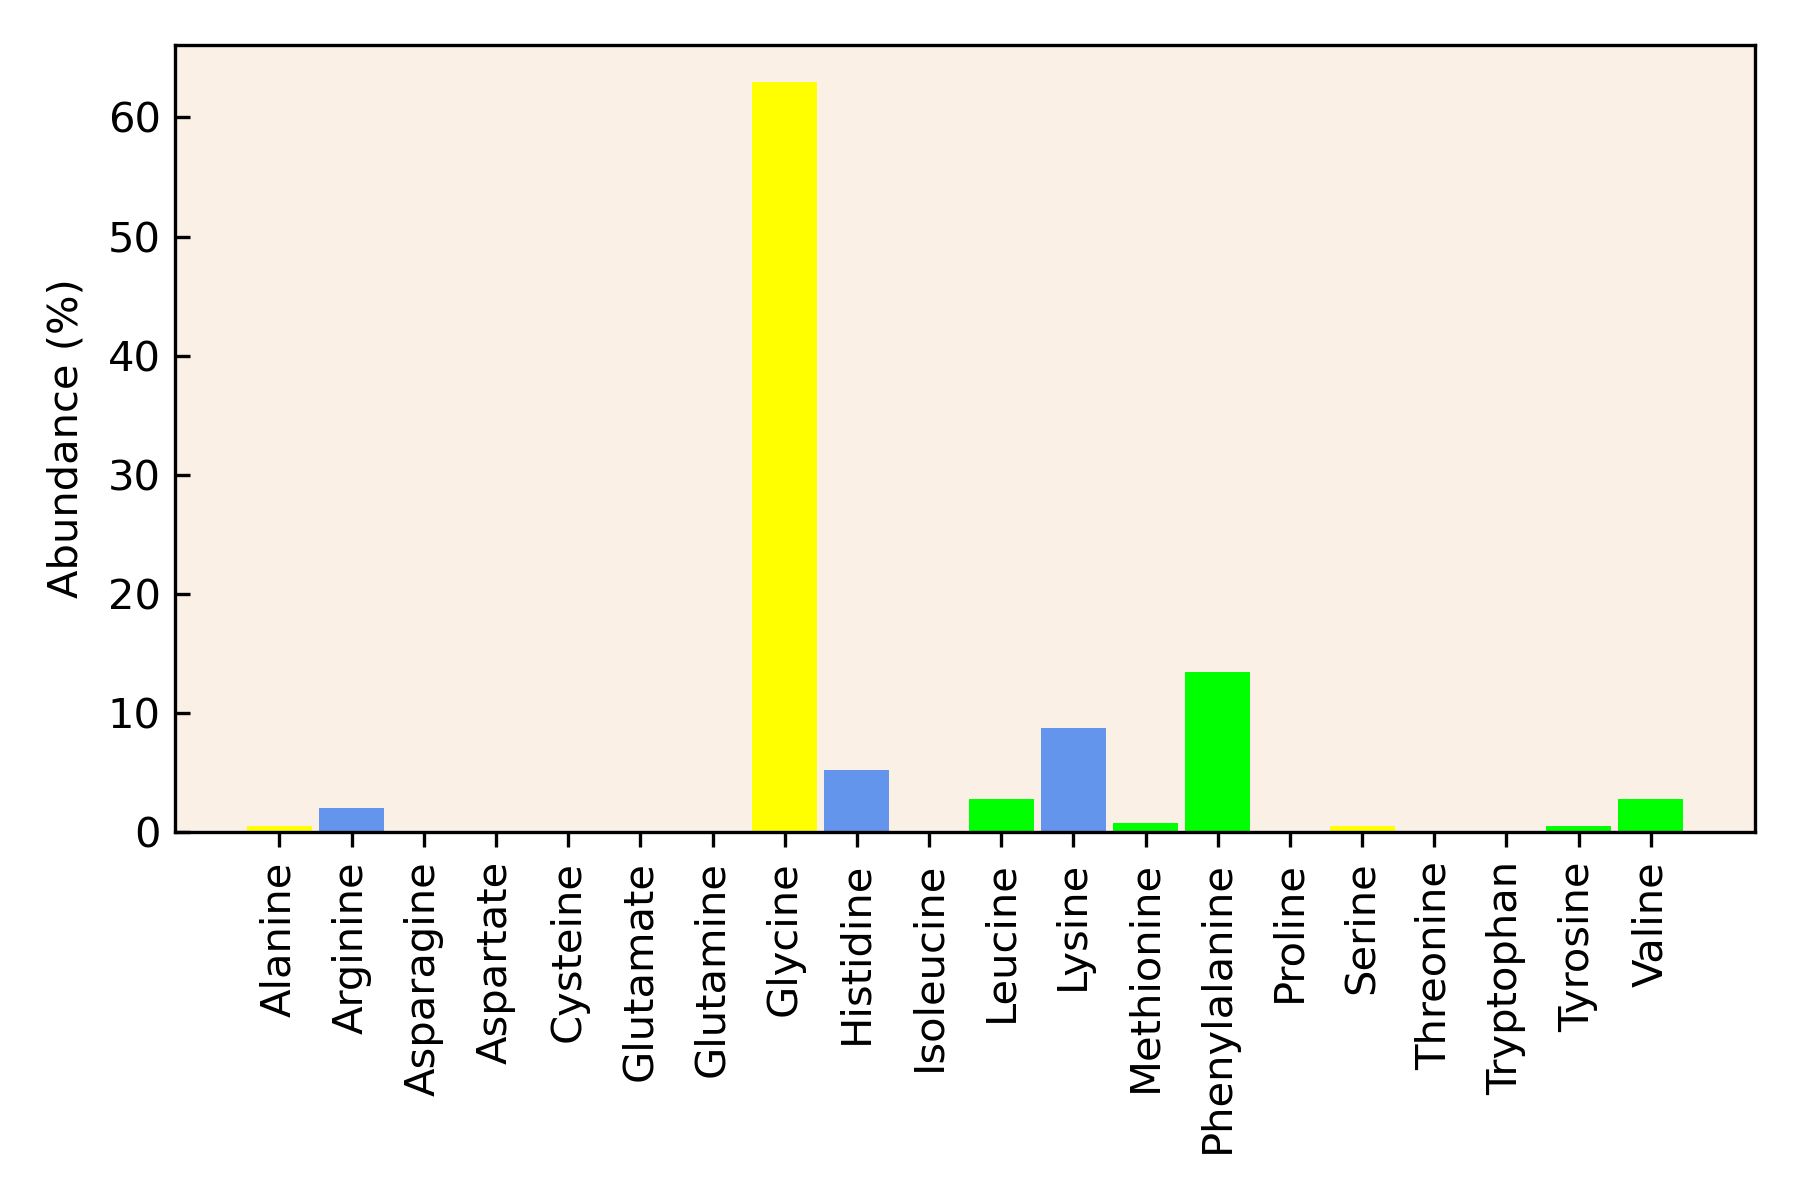 Abundance (%)
60
50
40
30
20
10
0
Alanine
Arginine
Asparagine
Aspartate
Cysteine
Glutamate
Glutamine
Glycine
Histidine
Isoleucine
Leucine
Lysine
Methionine
Phenylalanine
Proline
Serine
Threonine
Tryptophan
Tyrosine
Valine